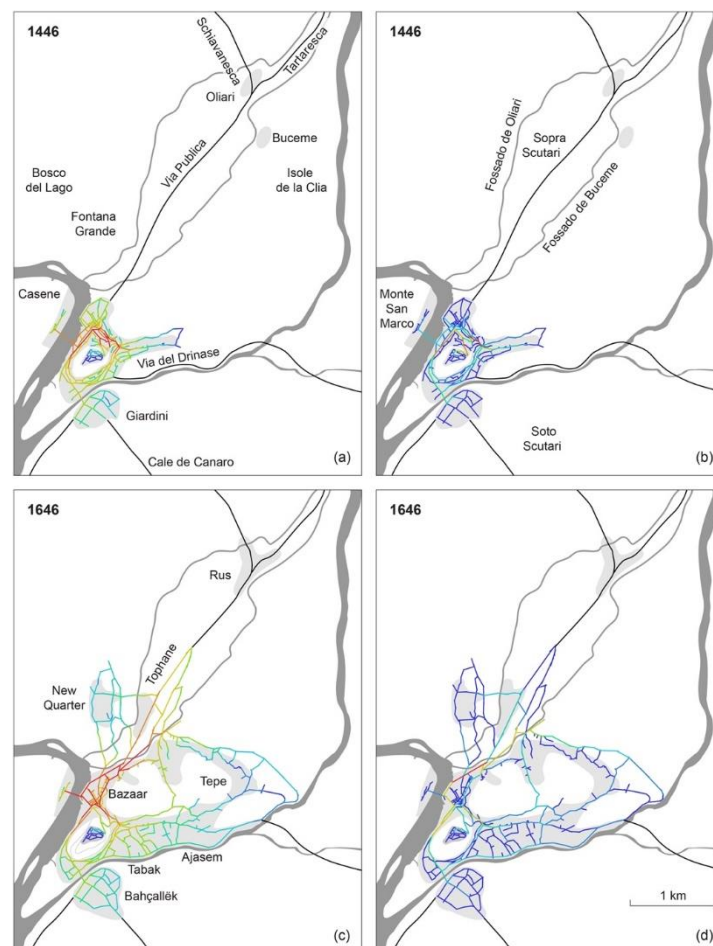 1446
Schiavanesca
Tartaresca
Oliari
Buceme
Via Publica
Bosco
del Lago
Isole
de la Clia
Fontana
Grande
Casene
Via del Drinase
Giardini
Cale de Canaro
(a)
1446
Fossado de Oliari
Sopra
Scutari
Fossado de Buceme
Monte
San
Marco
Soto
Scutari
(b)
1646
Rus
Tophane
New
Quarter
Bazaar
Tepe
Ajasem
Tabak
Bahçallëk
(c)
1646
1 km
(d)